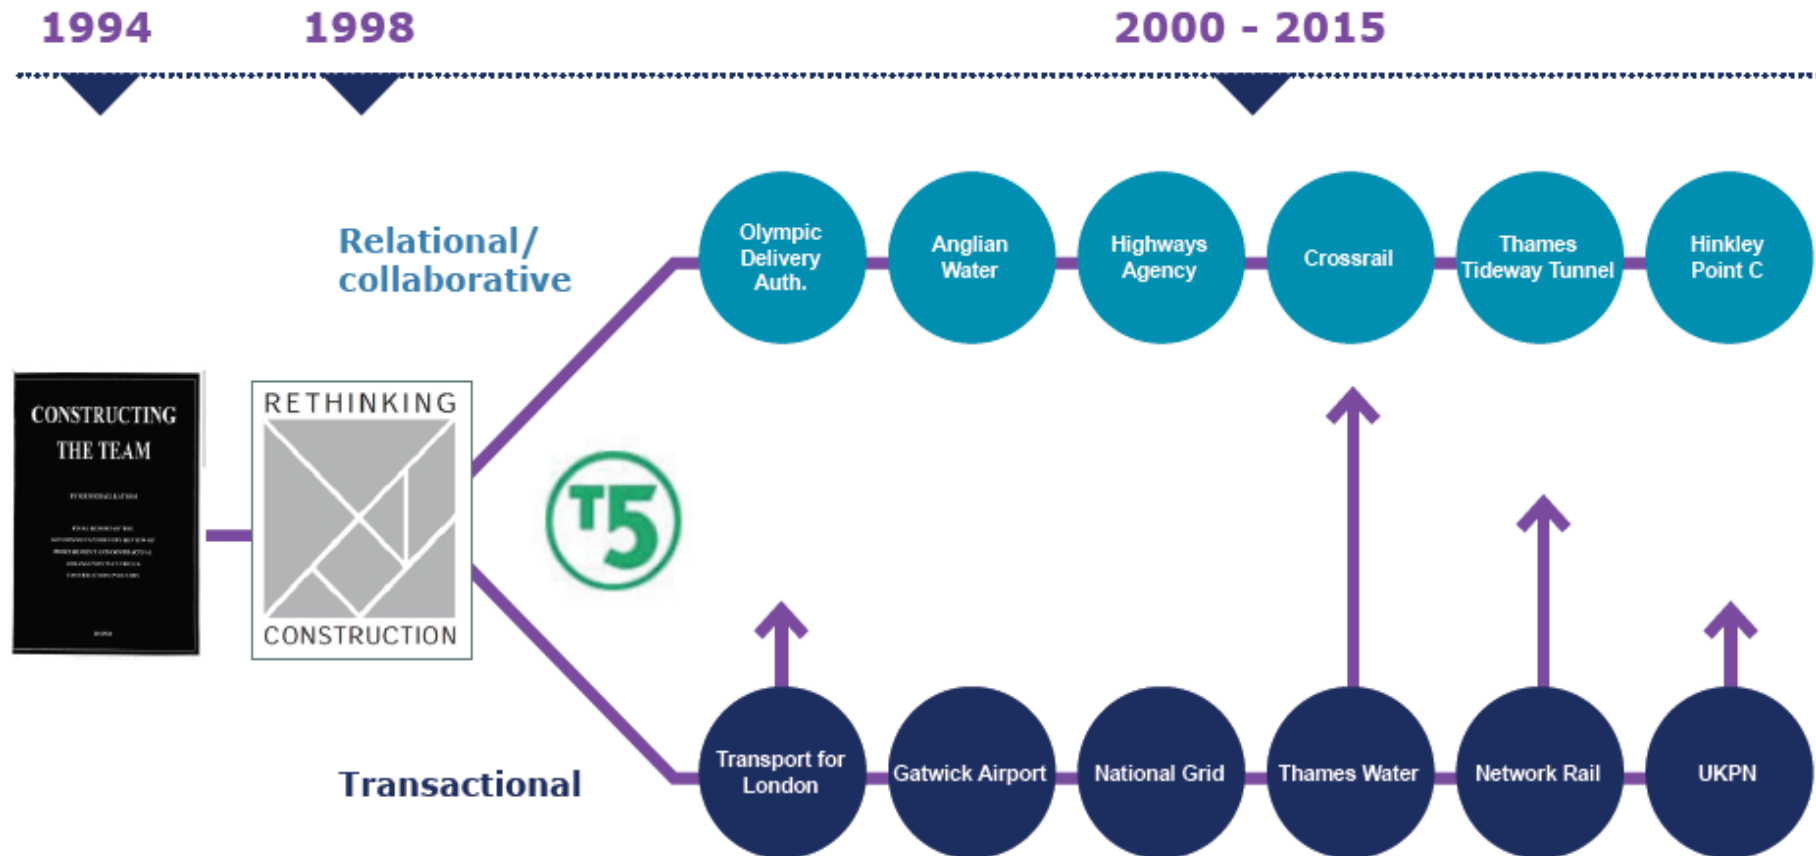 1994
1998
2000 - 2015
Relational/
collaborative
Olympic
Delivery
Auth.
Anglian
Water
Highways
Agency
Crossrail
Thames
Tideway Tunnel
Hinkley
Point C
CONSTRUCTING
THE TEAM
RETHINKING
CONSTRUCTION
T5
Transactional
Transport for
London
Gatwick Airport
National Grid
Thames Water
Network Rail
UKPN